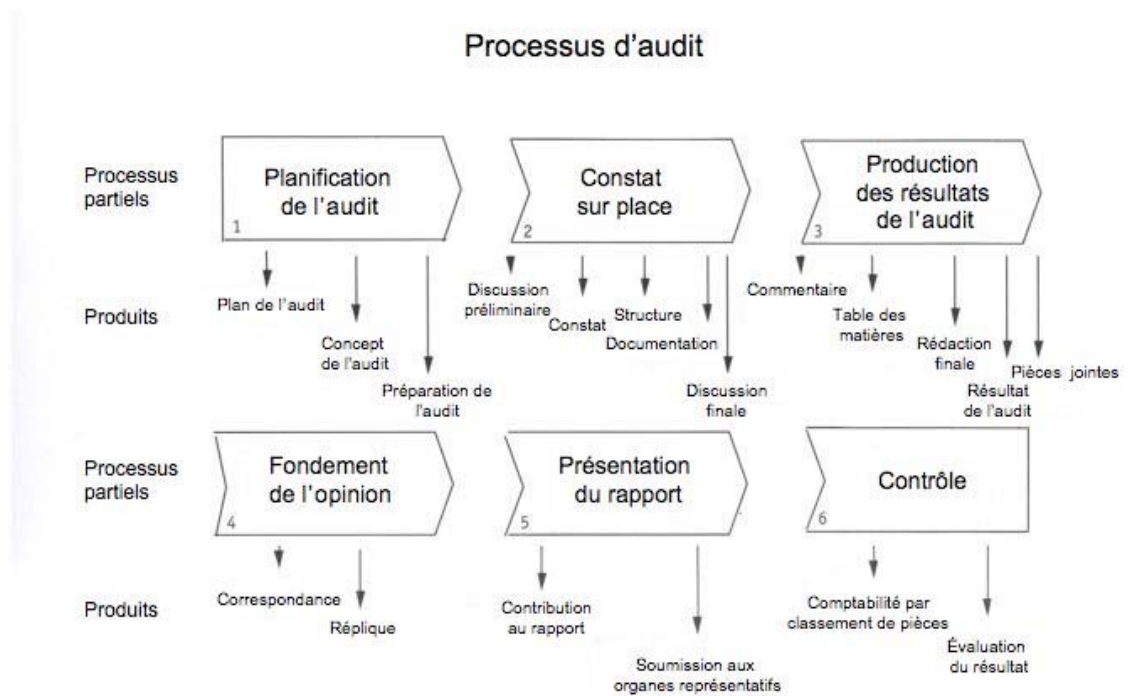 Processus d'audit
Processus
partiels
Planification
de l'audit
1
Constat
sur place
2
Production
des résultats
de l'audit
3
Produits
Plan de l'audit
Concept
de l'audit
Préparation de
l'audit
Discussion
préliminaire
Constat
Structure
Documentation
Discussion
finale
Commentaire
Table des
matières
Rédaction
finale
Résultat
de l'audit
Pièces jointes
Processus
partiels
Fondement
de l'opinion
4
Présentation
du rapport
5
Contrôle
6
Produits
Correspondance
Réplique
Contribution
au rapport
Soumission aux
organes représentatifs
Comptabilité par
classement de pièces
Évaluation
du résultat